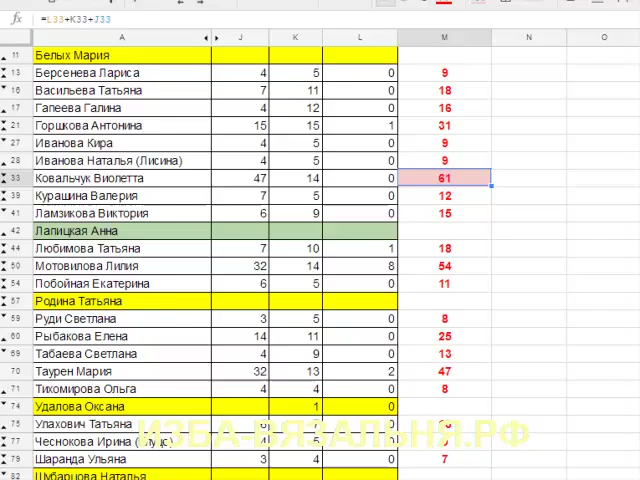 fx =L33+K33+J33
A J K L M N O
11 Белых Мария
13 Берсенева Лариса 4 5 0 9
16 Васильева Татьяна 7 11 0 18
17 Гапеева Галина 4 12 0 16
21 Горшкова Антонина 15 15 1 31
27 Иванова Кира 4 5 0 9
28 Иванова Наталья (Лисина) 4 5 0 9
33 Ковальчук Виолетта 47 14 0 61
39 Курашина Валерия 7 5 0 12
41 Ламзикова Виктория 6 9 0 15
42 Лапицкая Анна
44 Любимова Татьяна 7 10 1 18
50 Мотовилова Лилия 32 14 8 54
54 Побойная Екатерина 6 5 0 11
57 Родина Татьяна
59 Руди Светлана 3 5 0 8
60 Рыбакова Елена 14 11 0 25
69 Табаева Светлана 4 9 0 13
70 Таурен Мария 32 13 2 47
71 Тихомирова Ольга 4 4 0 8
74 Удалова Оксана 1 0
75 Улахович Татьяна
ИЗБА-ВЯЗАЛЬНЯ.РФ
77 Чеснокова Ирина 4 5 0
79 Шаранда Ульяна 3 4 0 7
82 Шубарцова Наталья